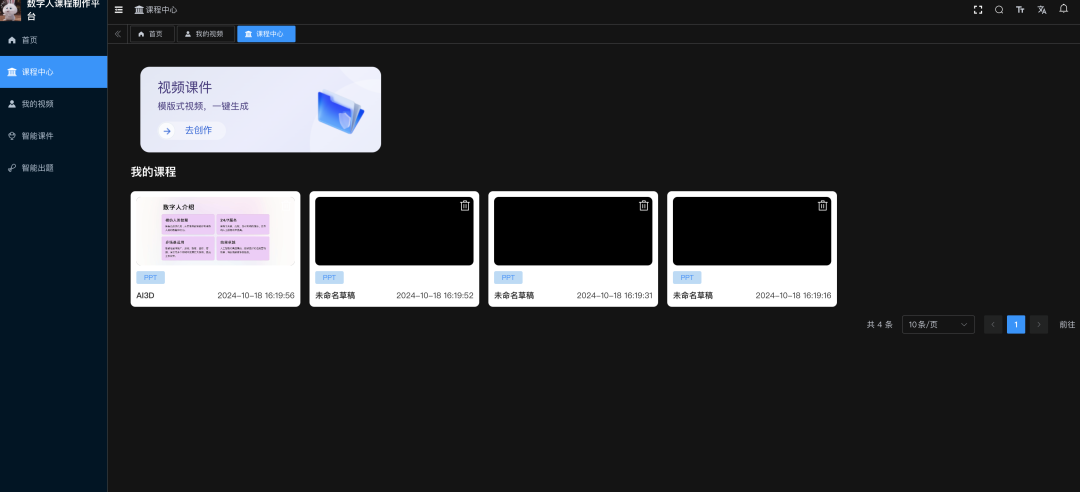 数字人课程制作平
台
课程中心
首页
课程中心
我的视频
智能课件
智能出题
首页
我的视频
课程中心
视频课件
模版式视频，一键生成
去创作
我的课程
数字人介绍
PPT
AI3D 2024-10-18 16:19:56
PPT
未命名草稿 2024-10-18 16:19:52
PPT
未命名草稿 2024-10-18 16:19:31
PPT
未命名草稿 2024-10-18 16:19:16
共 4 条 10条/页 1 前往